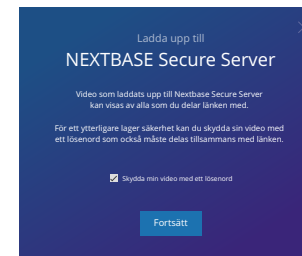 Ladda upp till
NEXTBASE Secure Server
Video som laddats upp till Nextbase Secure Server
kan visas av alla som du delar länken med.
För ett ytterligare lager säkerhet kan du skydda sin video med
ett lösenord som också måste delas tillsammans med länken.
Skydda min video med ett lösenord
Fortsätt